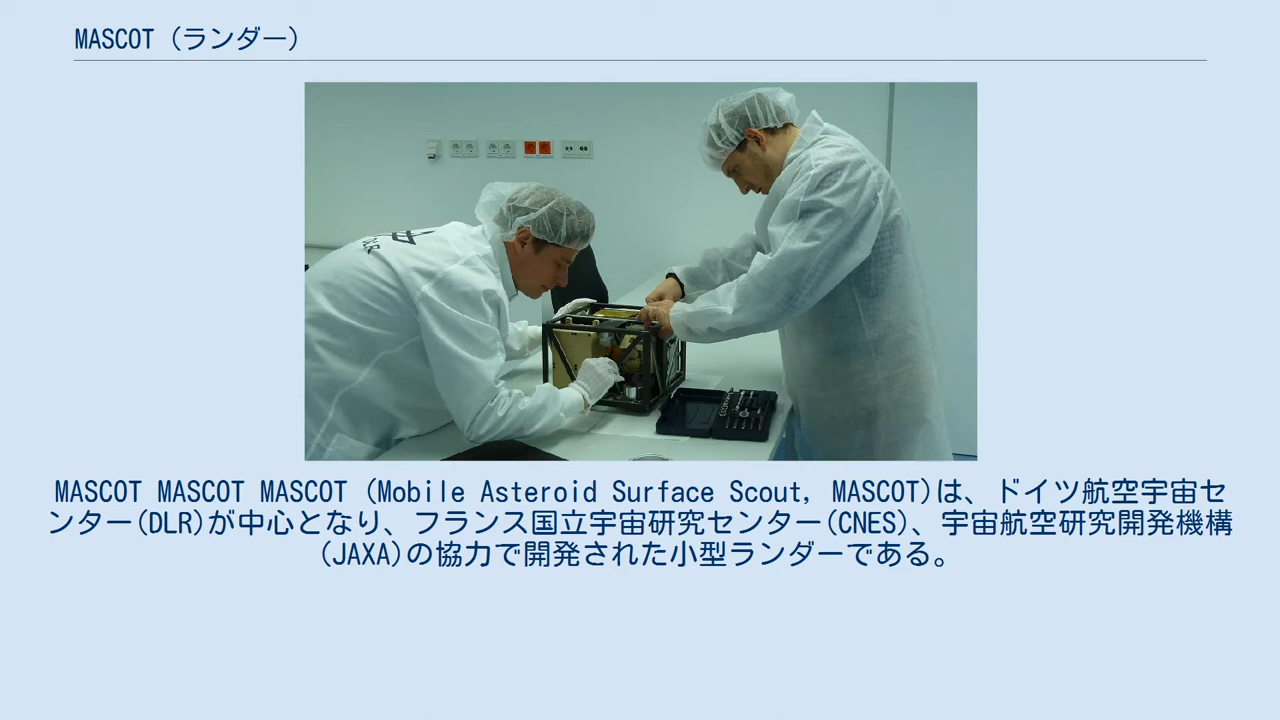 MASCOT (ランダー)
DLR
MASCOT MASCOT MASCOT (Mobile Asteroid Surface Scout, MASCOT)は、ドイツ航空宇宙セ
ンター(DLR)が中心となり、フランス国立宇宙研究センター(CNES)、宇宙航空研究開発機構
(JAXA)の協力で開発された小型ランダーである。